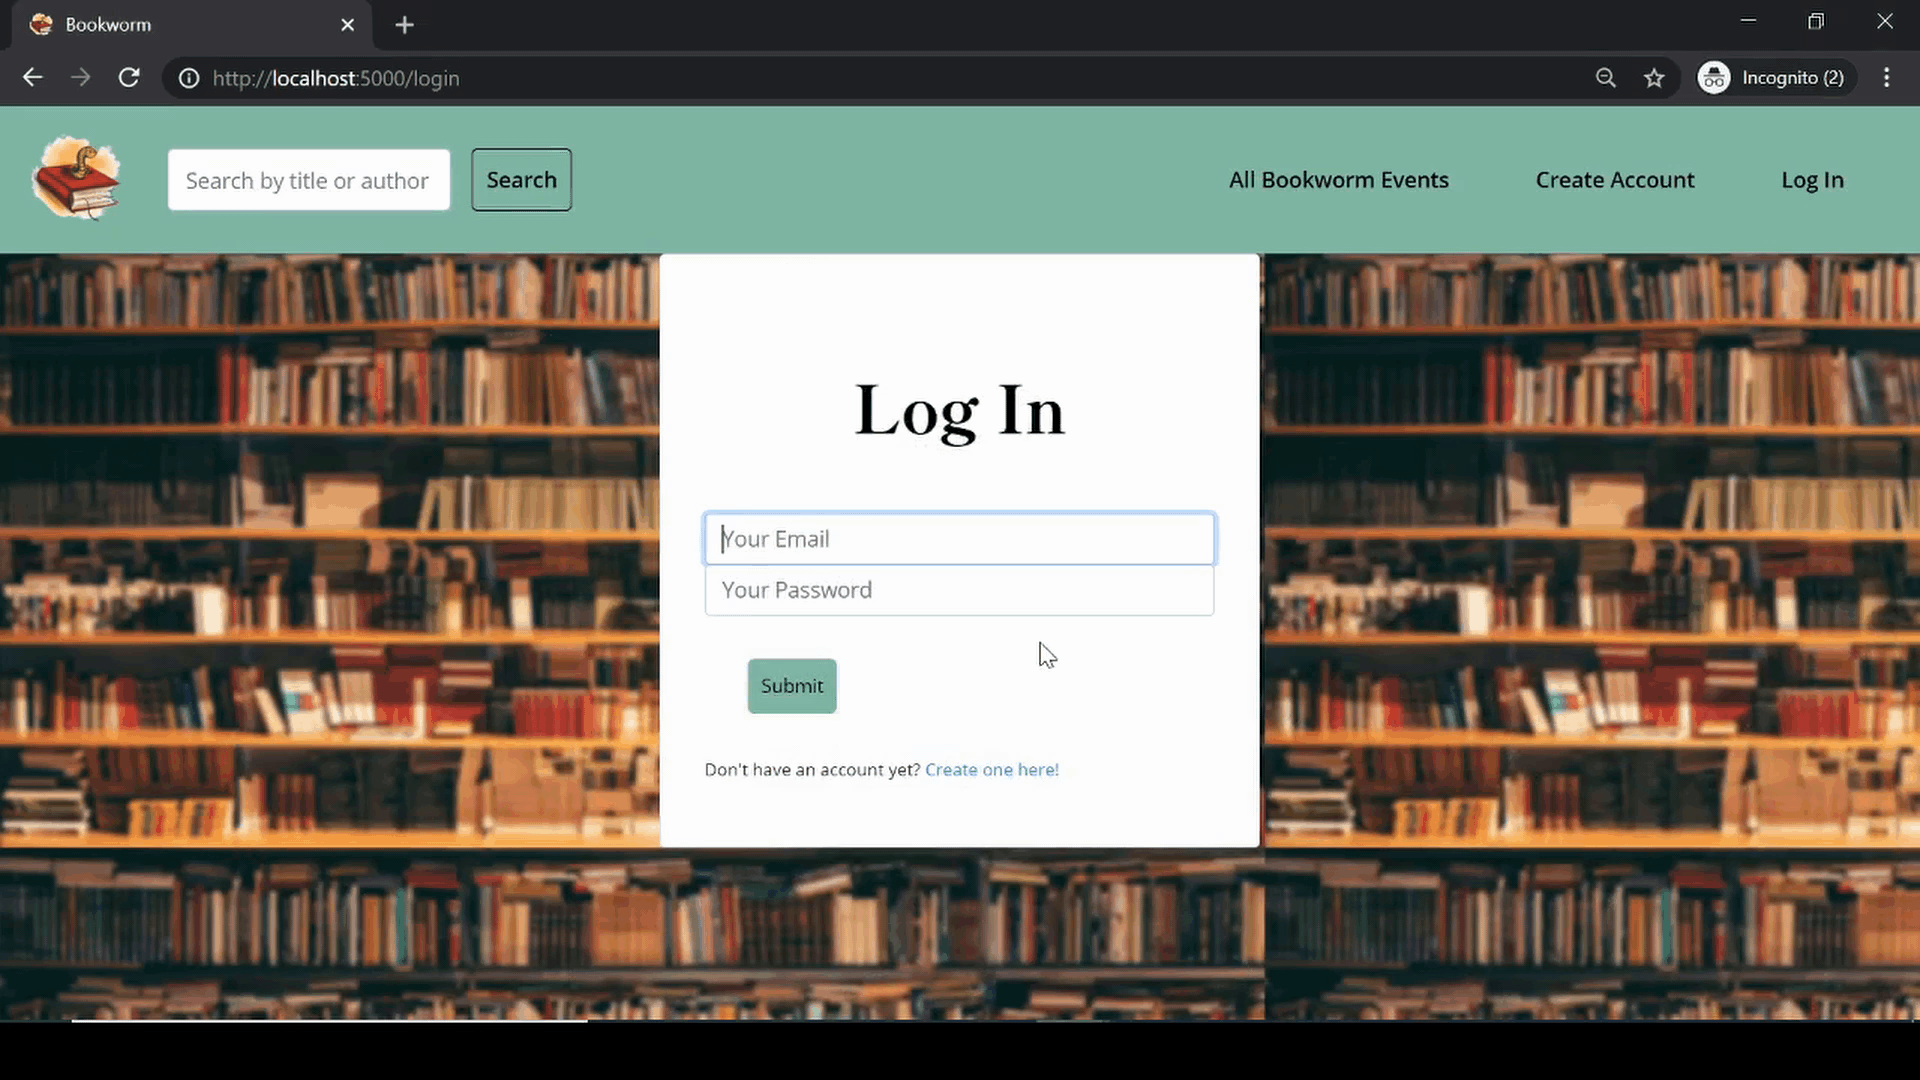 Bookworm
http://localhost:5000/login
Incognito (2)
Search by title or author
Search
All Bookworm Events
Create Account
Log In
Log In
Your Email
Your Password
Submit
Don't have an account yet? Create one here!